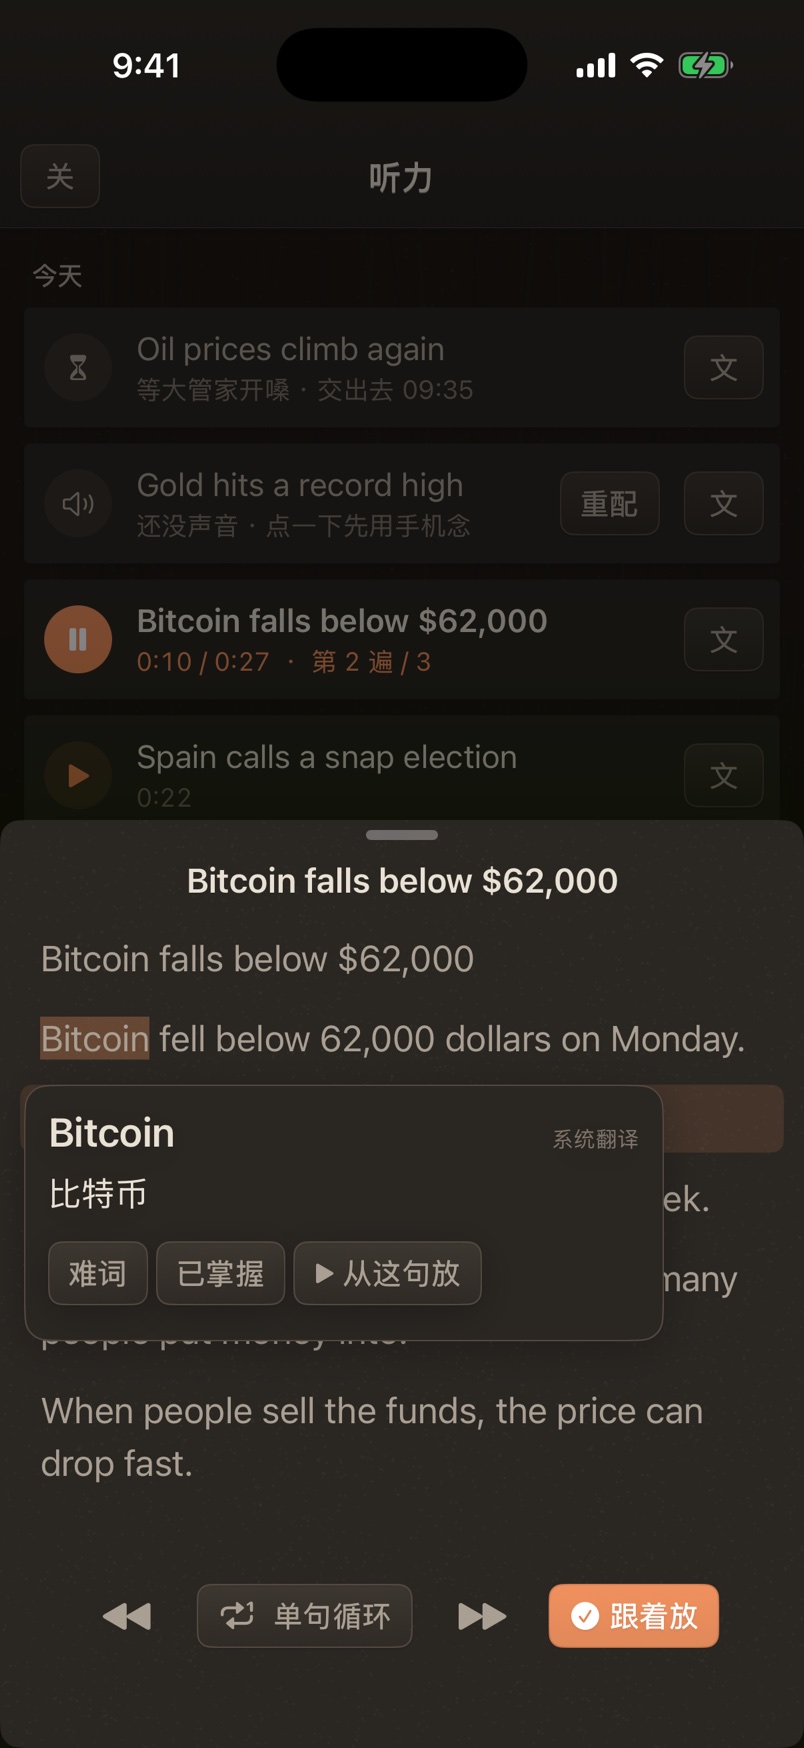 9:41
关
听力
今天
Oil prices climb again
等大管家开嗓 · 交出去 09:35
文
Gold hits a record high
还没声音 · 点一下先用手机念
重配
文
Bitcoin falls below $62,000
0:10 / 0:27 · 第 2 遍 / 3
文
Spain calls a snap election
0:22
文
Bitcoin falls below $62,000
Bitcoin falls below $62,000
Bitcoin fell below 62,000 dollars on Monday.
Bitcoin
系统翻译
比特币
难词
已掌握
从这句放
ek.
many
people put money into.
When people sell the funds, the price can
drop fast.
单句循环
跟着放